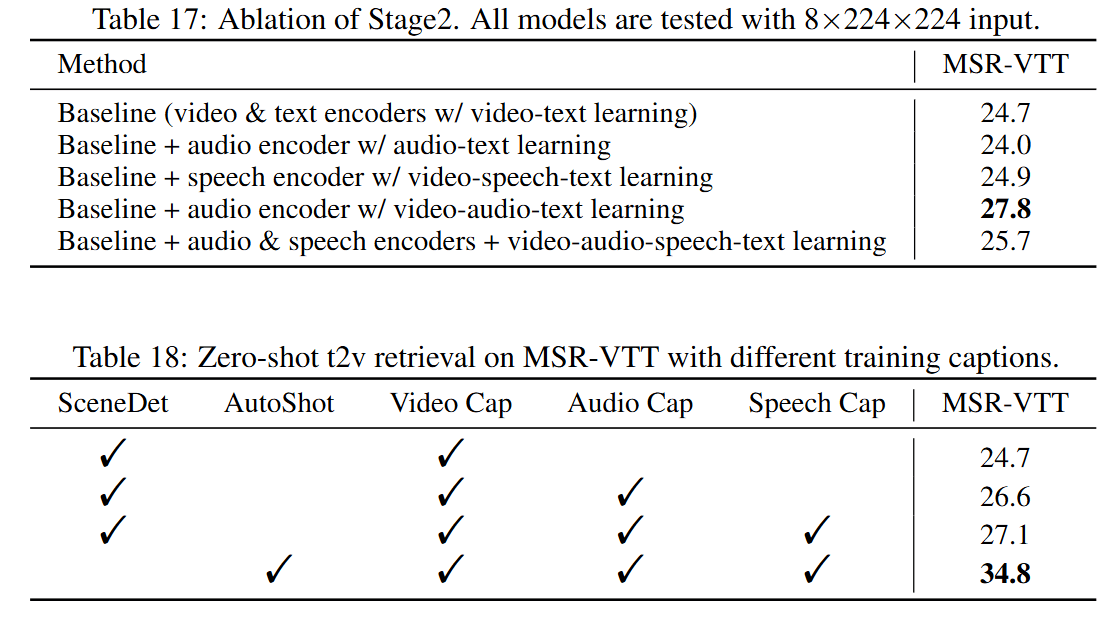 Table 17: Ablation of Stage2. All models are tested with 8×224×224 input.
Method MSR-VTT
Baseline (video & text encoders w/ video-text learning) 24.7
Baseline + audio encoder w/ audio-text learning 24.0
Baseline + speech encoder w/ video-speech-text learning 24.9
Baseline + audio encoder w/ video-audio-text learning 27.8
Baseline + audio & speech encoders + video-audio-speech-text learning 25.7
Table 18: Zero-shot t2v retrieval on MSR-VTT with different training captions.
SceneDet AutoShot Video Cap Audio Cap Speech Cap MSR-VTT
✓ ✓ 24.7
✓ ✓ ✓ 26.6
✓ ✓ ✓ ✓ 27.1
✓ ✓ ✓ ✓ 34.8